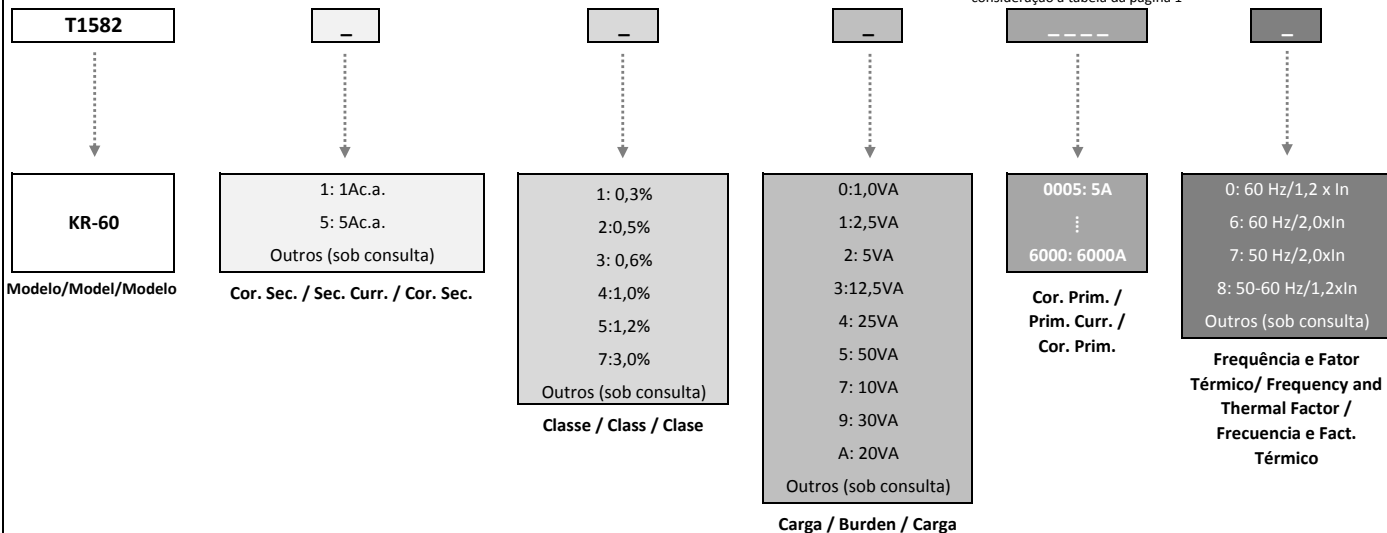 consideração a tabela da página 1
T1582
_
_
_
_ _ _ _
_
KR-60
Modelo/Model/Modelo
1: 1Ac.a.
5: 5Ac.a.
Outros (sob consulta)
Cor. Sec. / Sec. Curr. / Cor. Sec.
1: 0,3%
2:0,5%
3: 0,6%
4:1,0%
5:1,2%
7:3,0%
Outros (sob consulta)
Classe / Class / Clase
0:1,0VA
1:2,5VA
2: 5VA
3:12,5VA
4: 25VA
5: 50VA
7: 10VA
9: 30VA
A: 20VA
Outros (sob consulta)
Carga / Burden / Carga
0005: 5A
⁞
6000: 6000A
Cor. Prim. /
Prim. Curr. /
Cor. Prim.
0: 60 Hz/1,2 x In
6: 60 Hz/2,0xIn
7: 50 Hz/2,0xIn
8: 50-60 Hz/1,2xIn
Outros (sob consulta)
Frequência e Fator
Térmico/ Frequency and
Thermal Factor /
Frecuencia e Fact.
Térmico